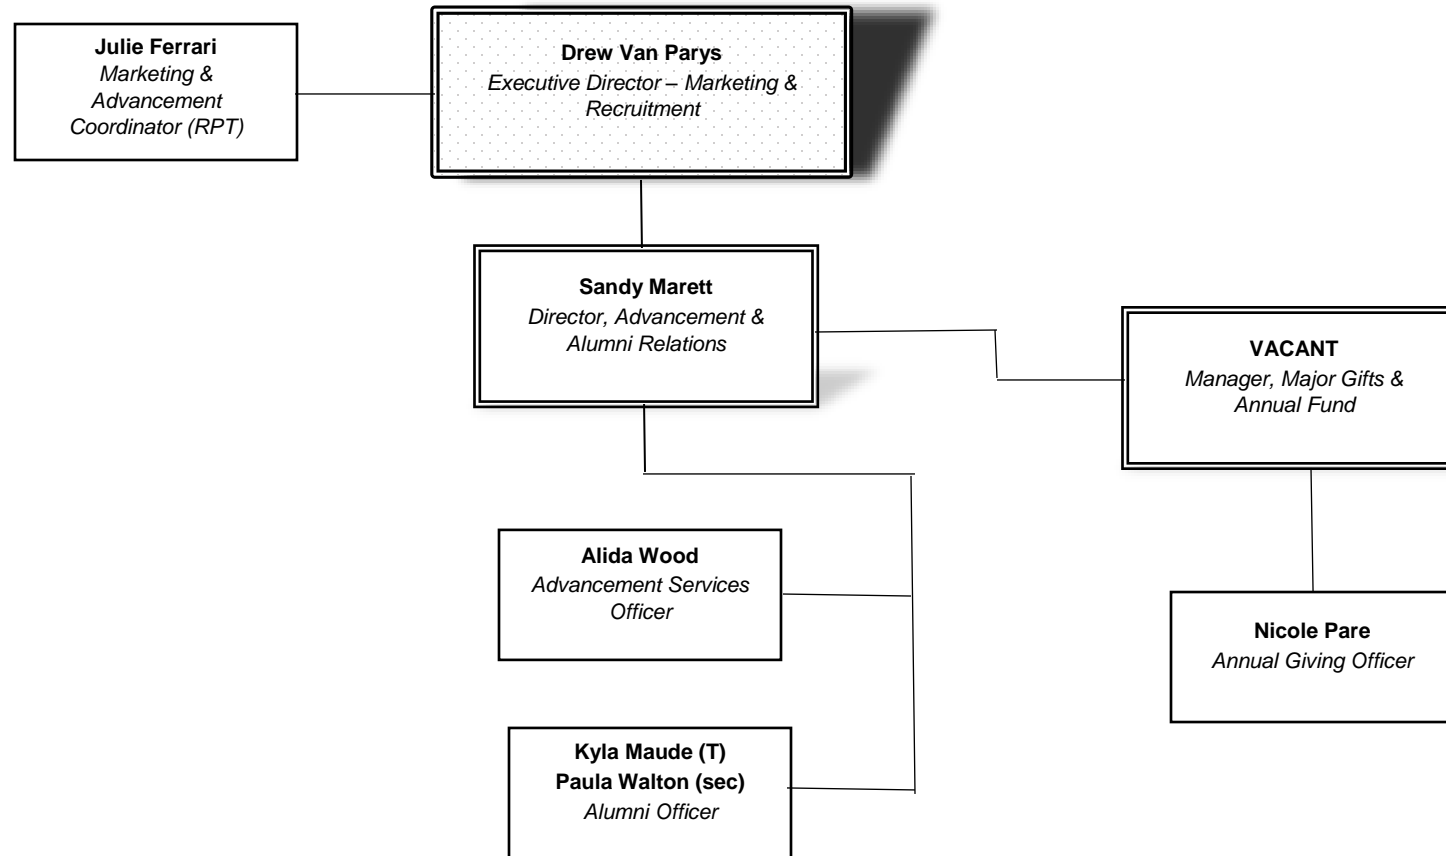 Julie Ferrari
Marketing &
Advancement
Coordinator (RPT)
Drew Van Parys
Executive Director – Marketing &
Recruitment
Sandy Marett
Director, Advancement &
Alumni Relations
VACANT
Manager, Major Gifts &
Annual Fund
Alida Wood
Advancement Services
Officer
Nicole Pare
Annual Giving Officer
Kyla Maude (T)
Paula Walton (sec)
Alumni Officer